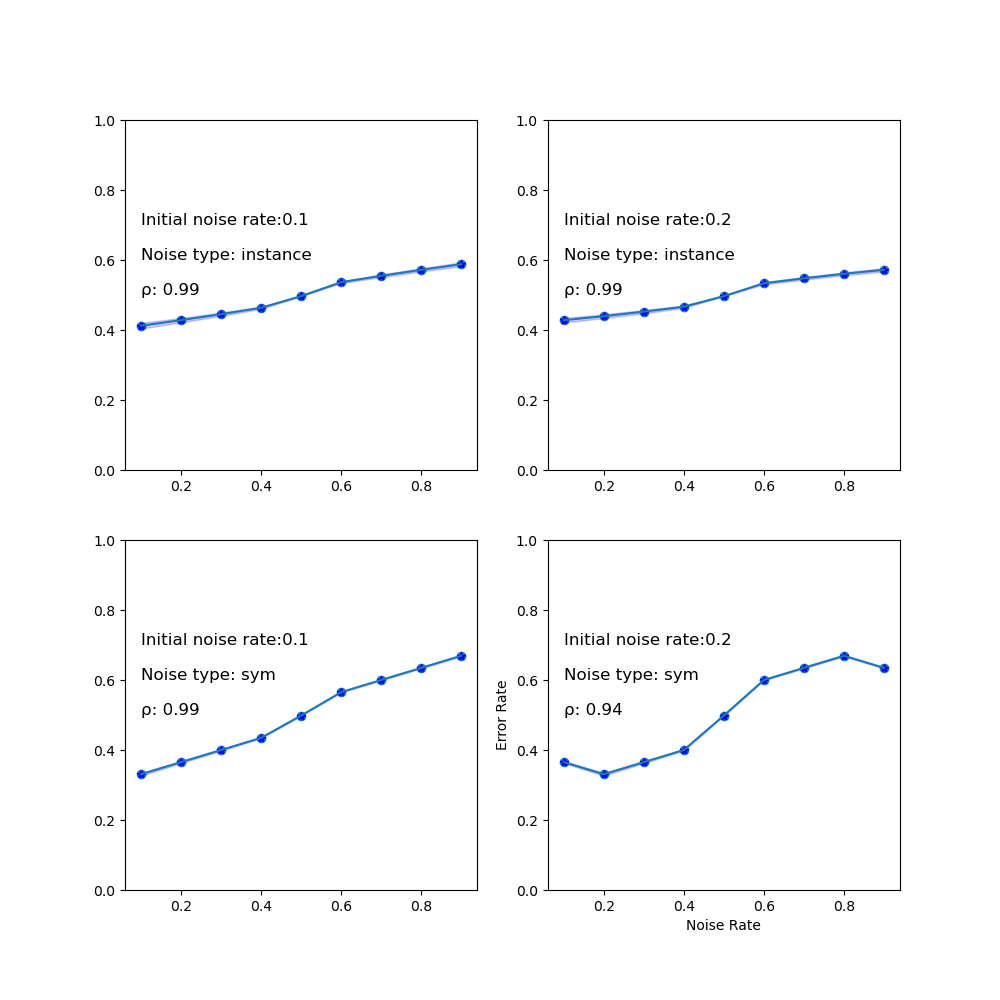 1.0
0.8
0.6
0.4
0.2
0.0
Initial noise rate:0.1
Noise type: instance
ρ: 0.99
0.2 0.4 0.6 0.8
1.0
0.8
0.6
0.4
0.2
0.0
Initial noise rate:0.2
Noise type: instance
ρ: 0.99
0.2 0.4 0.6 0.8
1.0
0.8
0.6
0.4
0.2
0.0
Initial noise rate:0.1
Noise type: sym
ρ: 0.99
0.2 0.4 0.6 0.8
Error Rate
1.0
0.8
0.6
0.4
0.2
0.0
Initial noise rate:0.2
Noise type: sym
ρ: 0.94
0.2 0.4 0.6 0.8
Noise Rate